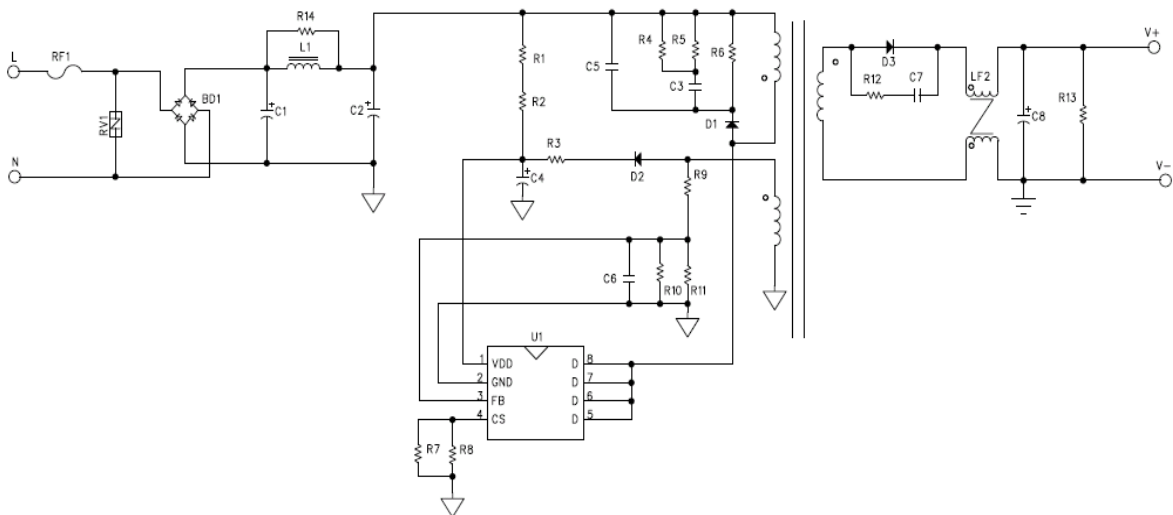 R14
L RF1 L1
R1
R4 R5 R6
D3
V+
C5
R12 C7
C3
LF2
BD1 C1
C2
R2
RV1
C8 R13
D1
R3
N
C4
D2
R9
V-
C6
R10 R11
U1
1 VDD D 8
2 GND D 7
3 FB D 6
4 CS D 5
R7 R8